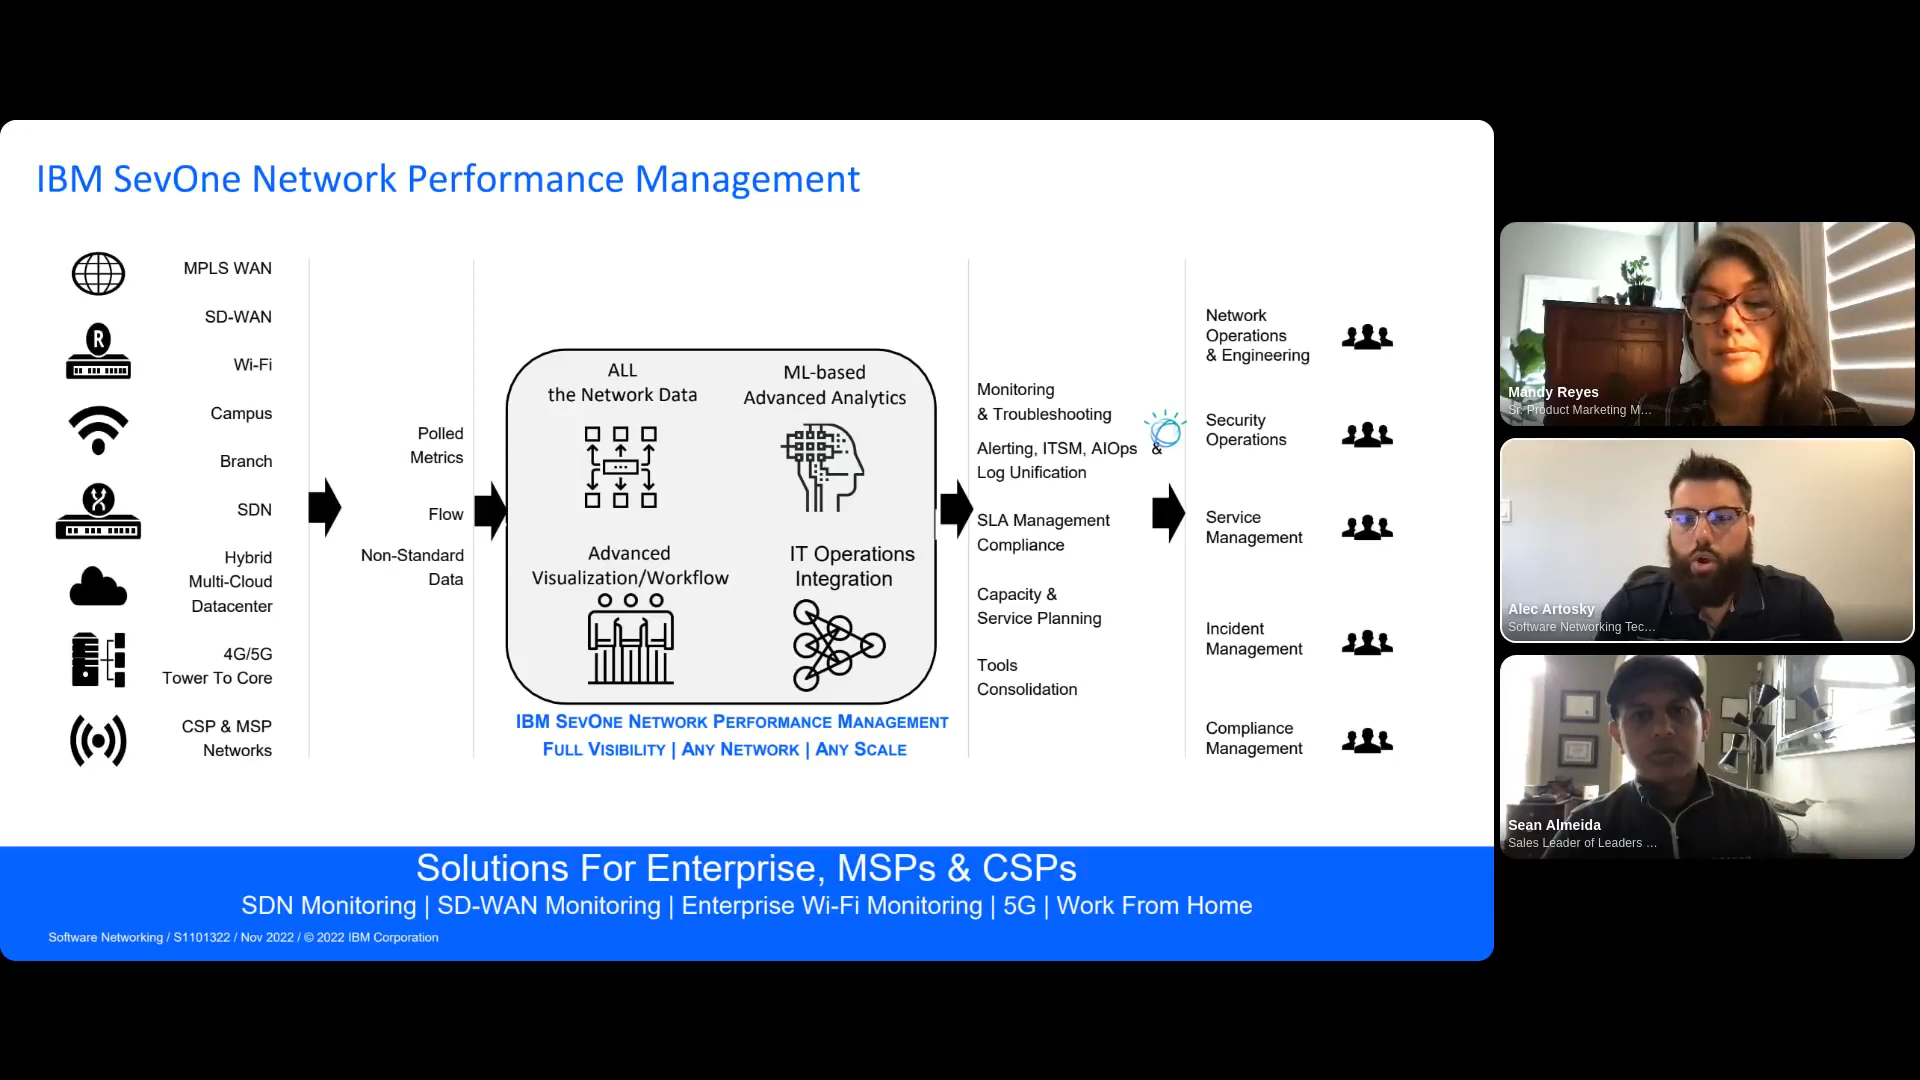 IBM SevOne Network Performance Management
MPLS WAN
SD-WAN
R
Wi-Fi
Campus
Branch
SDN
Hybrid
Multi-Cloud
Datacenter
4G/5G
Tower To Core
CSP & MSP
Networks
Polled
Metrics
Flow
Non-Standard
Data
ALL
the Network Data
ML-based
Advanced Analytics
Advanced
Visualization/Workflow
IT Operations
Integration
IBM SEVONE NETWORK PERFORMANCE MANAGEMENT
FULL VISIBILITY | ANY NETWORK | ANY SCALE
Monitoring
& Troubleshooting
Alerting, ITSM, AIOps &
Log Unification
SLA Management
Compliance
Capacity &
Service Planning
Tools
Consolidation
Network
Operations
& Engineering
Security
Operations
Service
Management
Incident
Management
Compliance
Management
Solutions For Enterprise, MSPs & CSPs
SDN Monitoring | SD-WAN Monitoring | Enterprise Wi-Fi Monitoring | 5G | Work From Home
Software Networking / S1101322 / Nov 2022 / © 2022 IBM Corporation
Mandy Reyes
Sr. Product Marketing M...
Alec Artosky
Software Networking Tec...
Sean Almeida
Sales Leader of Leaders ...